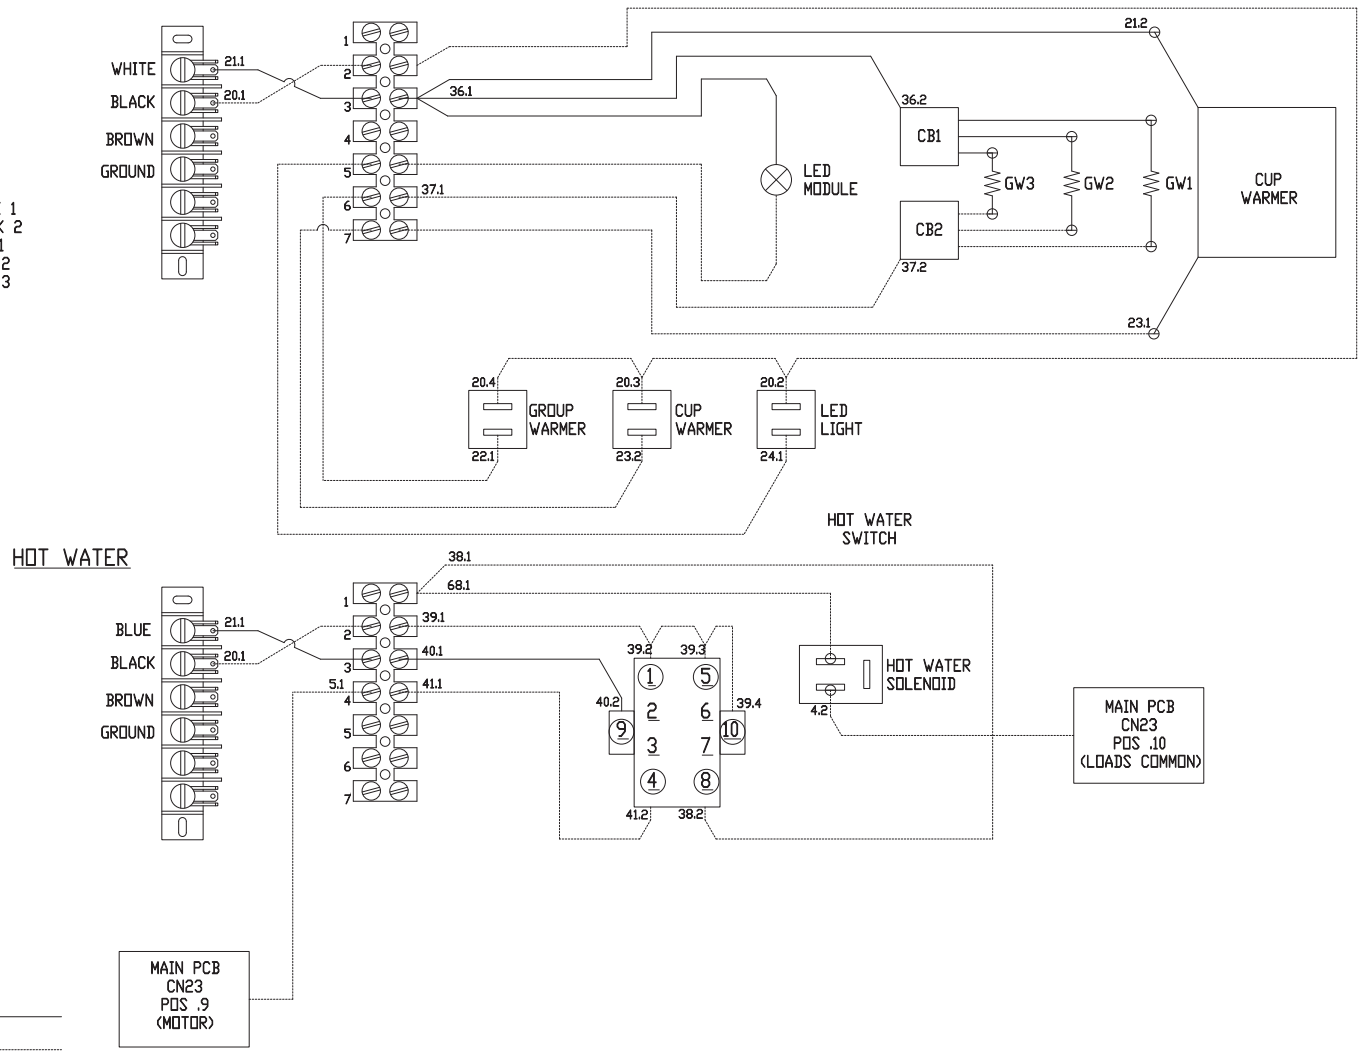 1
21.2
WHITE
21.1
2
BLACK
20.1
3
36.1
36.2
CB1
BROWN
4
GROUND
5
LED
MODULE
GW3
GW2
GW1
CUP
WARMER
6
37.1
1
2
1
2
3
7
CB2
37.2
23.1
20.4
20.3
20.2
GROUP
WARMER
CUP
WARMER
LED
LIGHT
22.1
23.2
24.1
HOT WATER
SWITCH
HOT WATER
38.1
68.1
1
BLUE
21.1
2
39.1
39.2
39.3
BLACK
20.1
3
40.1
1
5
HOT WATER
SOLENOID
BROWN
5.1
4
41.1
40.2
2
6
39.4
4.2
GROUND
5
9
10
3
7
6
4
8
7
41.2
38.2
MAIN PCB
CN23
POS .10
(LOADS COMMON)
MAIN PCB
CN23
POS .9
(MOTOR)